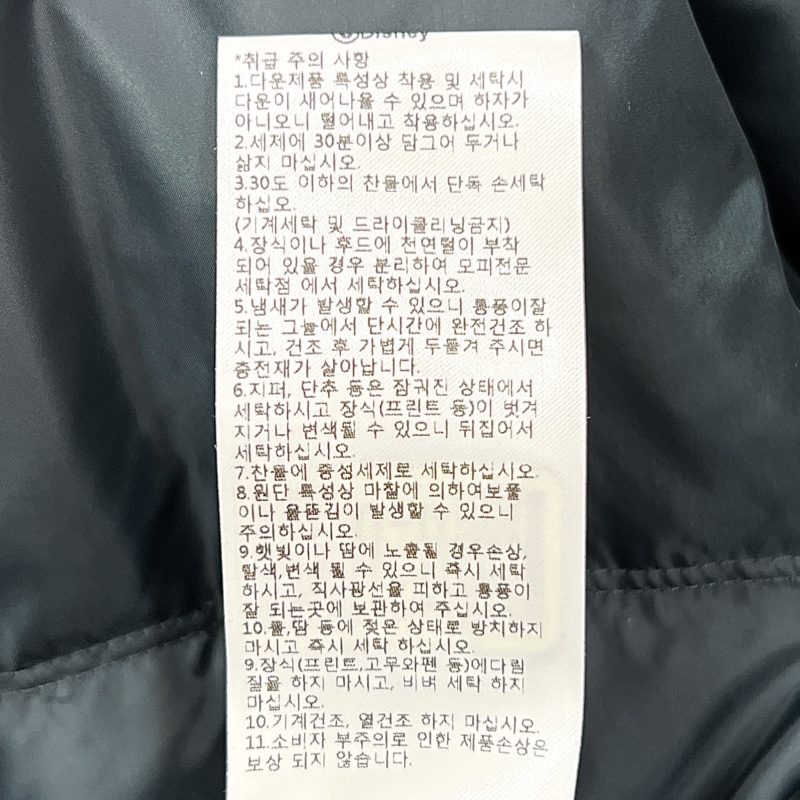 Disney
*취급 주의 사항
1.다운제품 특성상 착용 및 세탁시
다운이 새어나올 수 있으며 하자가
아니오니 털어내고 착용하십시오.
2.세제에 30분이상 담그어 두거나
삶지 마십시오.
3.30도 이하의 찬물에서 단독 손세탁
하십오.
(기계세탁 및 드라이클리닝금지)
4.장식이나 후드에 천연털이 부착
되어 있을 경우 분리하여 모피전문
세탁점 에서 세탁하십시오.
5.냄새가 발생할 수 있으니 통풍이잘
되는 그늘에서 단시간에 완전건조 하
시고, 건조 후 가볍게 두들겨 주시면
충전재가 살아납니다.
6.지퍼, 단추 등은 잠궈진 상태에서
세탁하시고 장식(프린트 등)이 벗겨
지거나 변색될 수 있으니 뒤집어서
세탁하십시오.
7.찬물에 중성세제로 세탁하십시오.
8.원단 특성상 마찰에 의하여보풀
이나 올뜯김이 발생할 수 있으니
주의하십시오.
9.햇빛이나 땀에 노출될 경우손상,
탈색,변색 될 수 있으니 즉시 세탁
하시고, 직사광선을 피하고 통풍이
잘 되는곳에 보관하여 주십시오.
10.물,땀 등에 젖은 상태로 방치하지
마시고 즉시 세탁 하십시오.
9.장식(프린트,고무와펜 등)에다림
질을 하지 마시고, 비벼 세탁 하지
마십시오.
10.기계건조, 열건조 하지 마십시오.
11.소비자 부주의로 인한 제품손상은
보상 되지 않습니다.